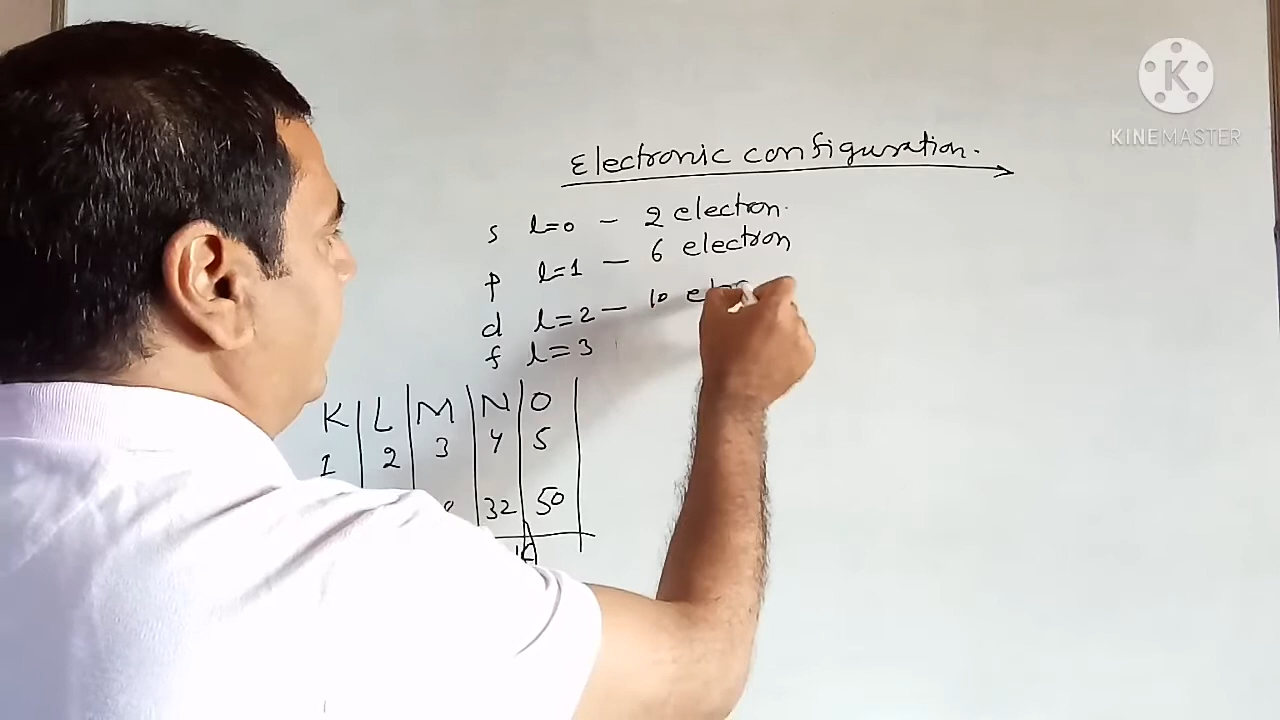 K
KINEMASTER
Electronic configuration.
s l=0 — 2 electron.
p l=1 — 6 electron
d l=2 — 10
f l=3
K L M N O
1 2 3 4 5
32 50